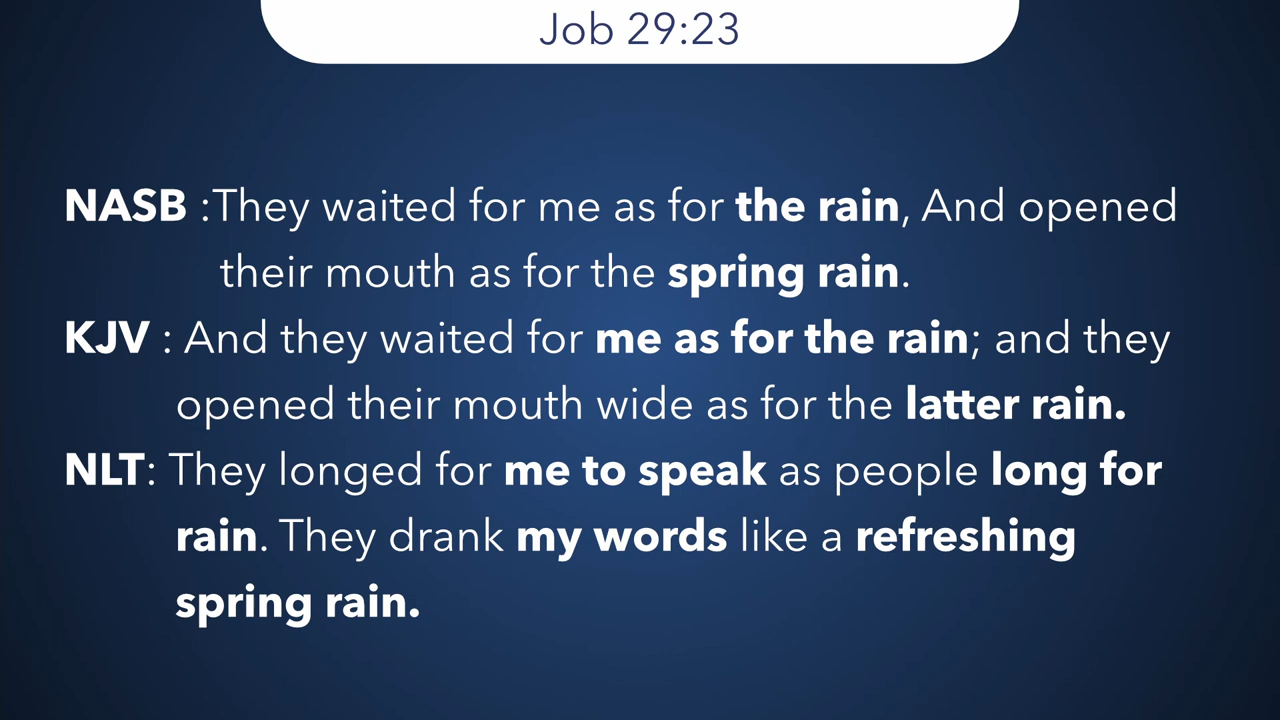 Job 29:23
NASB :They waited for me as for the rain, And opened
their mouth as for the spring rain.
KJV : And they waited for me as for the rain; and they
opened their mouth wide as for the latter rain.
NLT: They longed for me to speak as people long for
rain. They drank my words like a refreshing
spring rain.